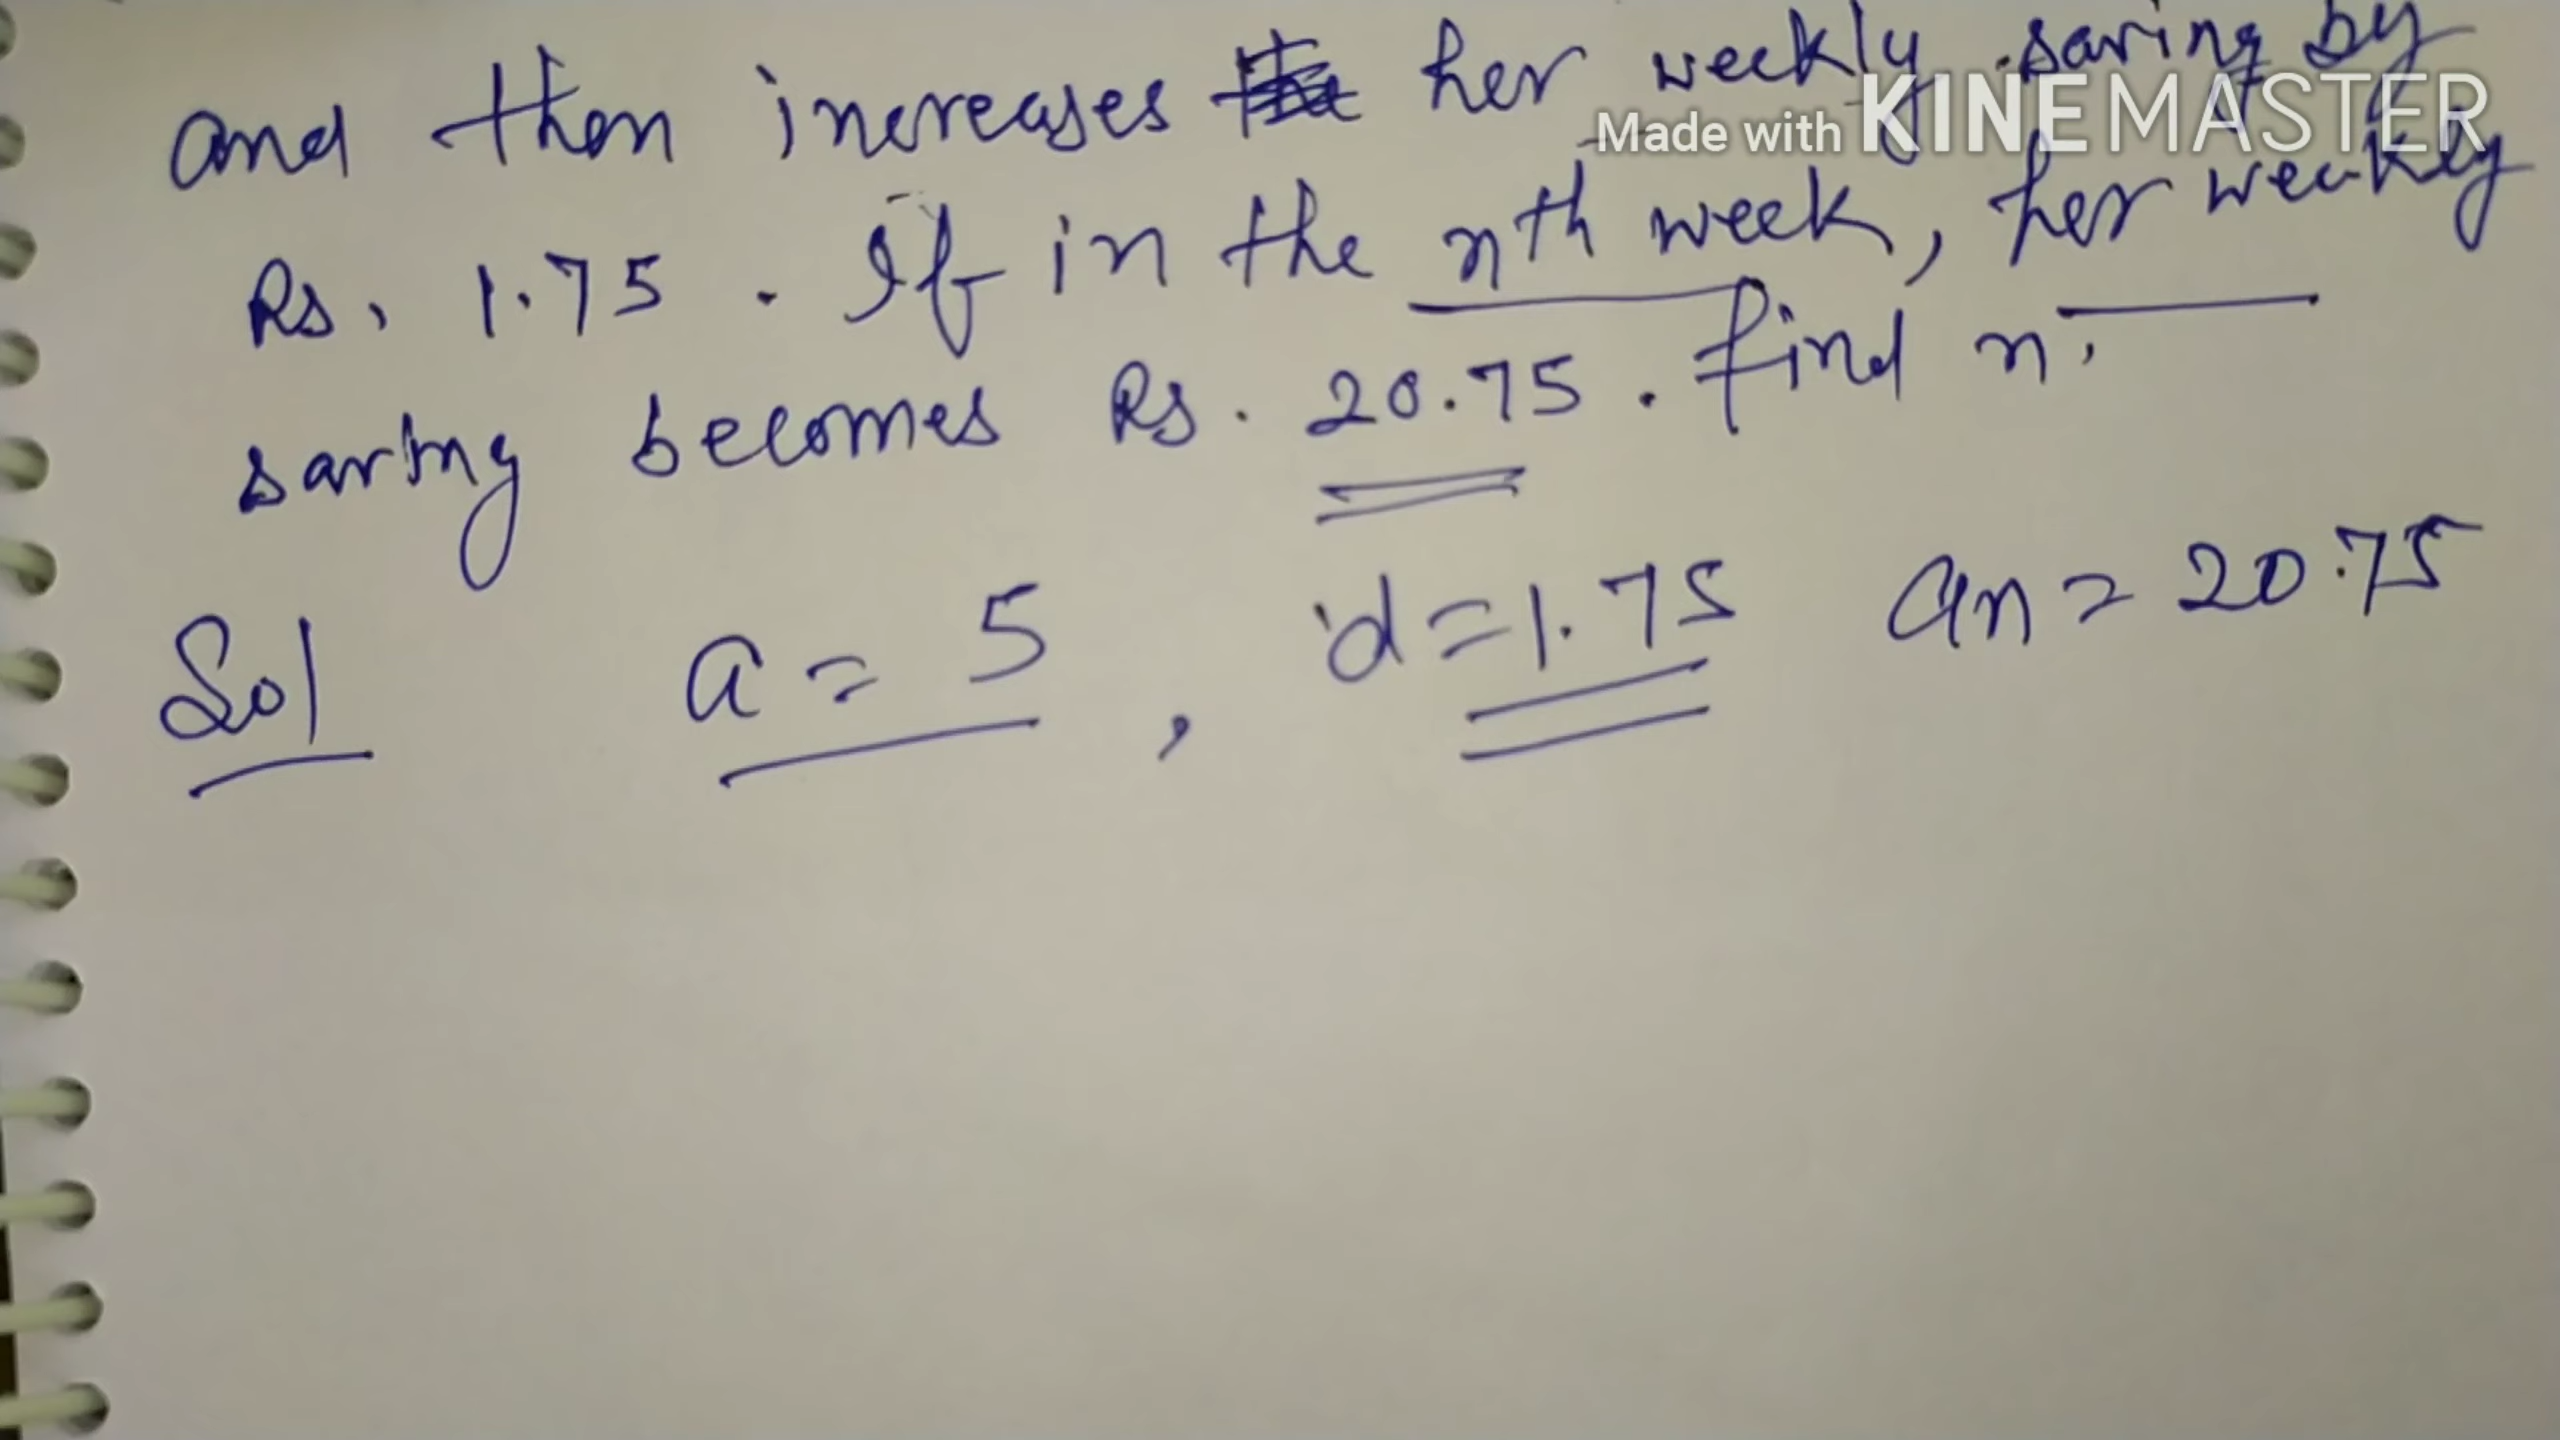 and then increases her weekly saving by
Made with KINEMASTER
Rs. 1.75 . If in the nth week, her weekly
saving becomes Rs. 20.75 . find n.
Sol a = 5 , d = 1.75 an = 20.75